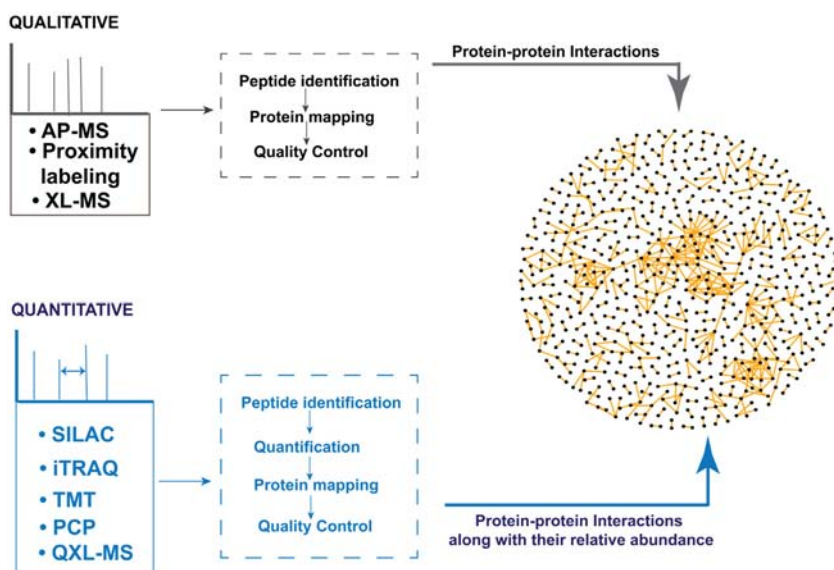 QUALITATIVE
• AP-MS
• Proximity
labeling
• XL-MS
Peptide identification
Protein mapping
Quality Control
Protein-protein Interactions
QUANTITATIVE
• SILAC
• iTRAQ
• TMT
• PCP
• QXL-MS
Peptide identification
Quantification
Protein mapping
Quality Control
Protein-protein Interactions
along with their relative abundance